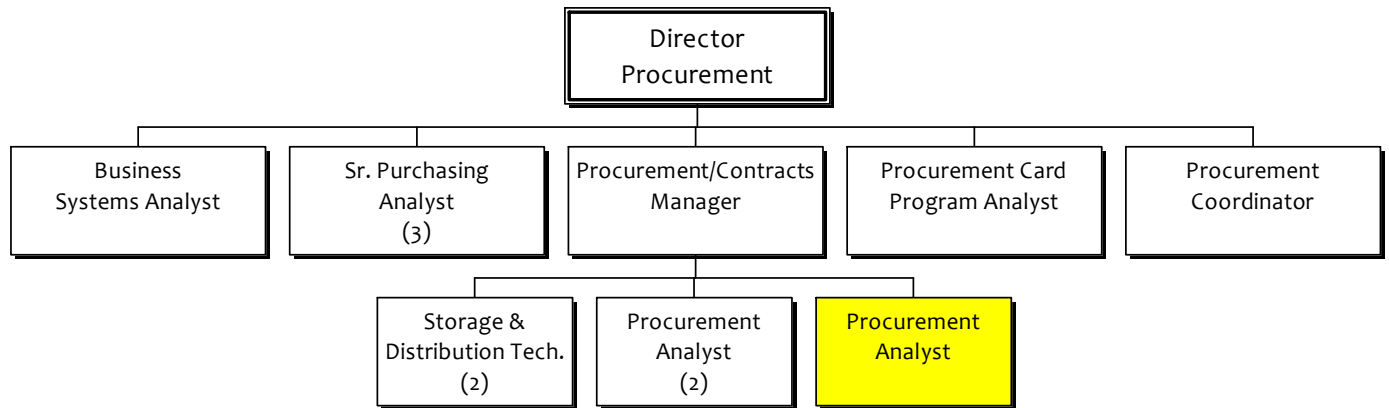 Director
Procurement
Business
Systems Analyst
Sr. Purchasing
Analyst
(3)
Procurement/Contracts
Manager
Procurement Card
Program Analyst
Procurement
Coordinator
Storage &
Distribution Tech.
(2)
Procurement
Analyst
(2)
Procurement
Analyst